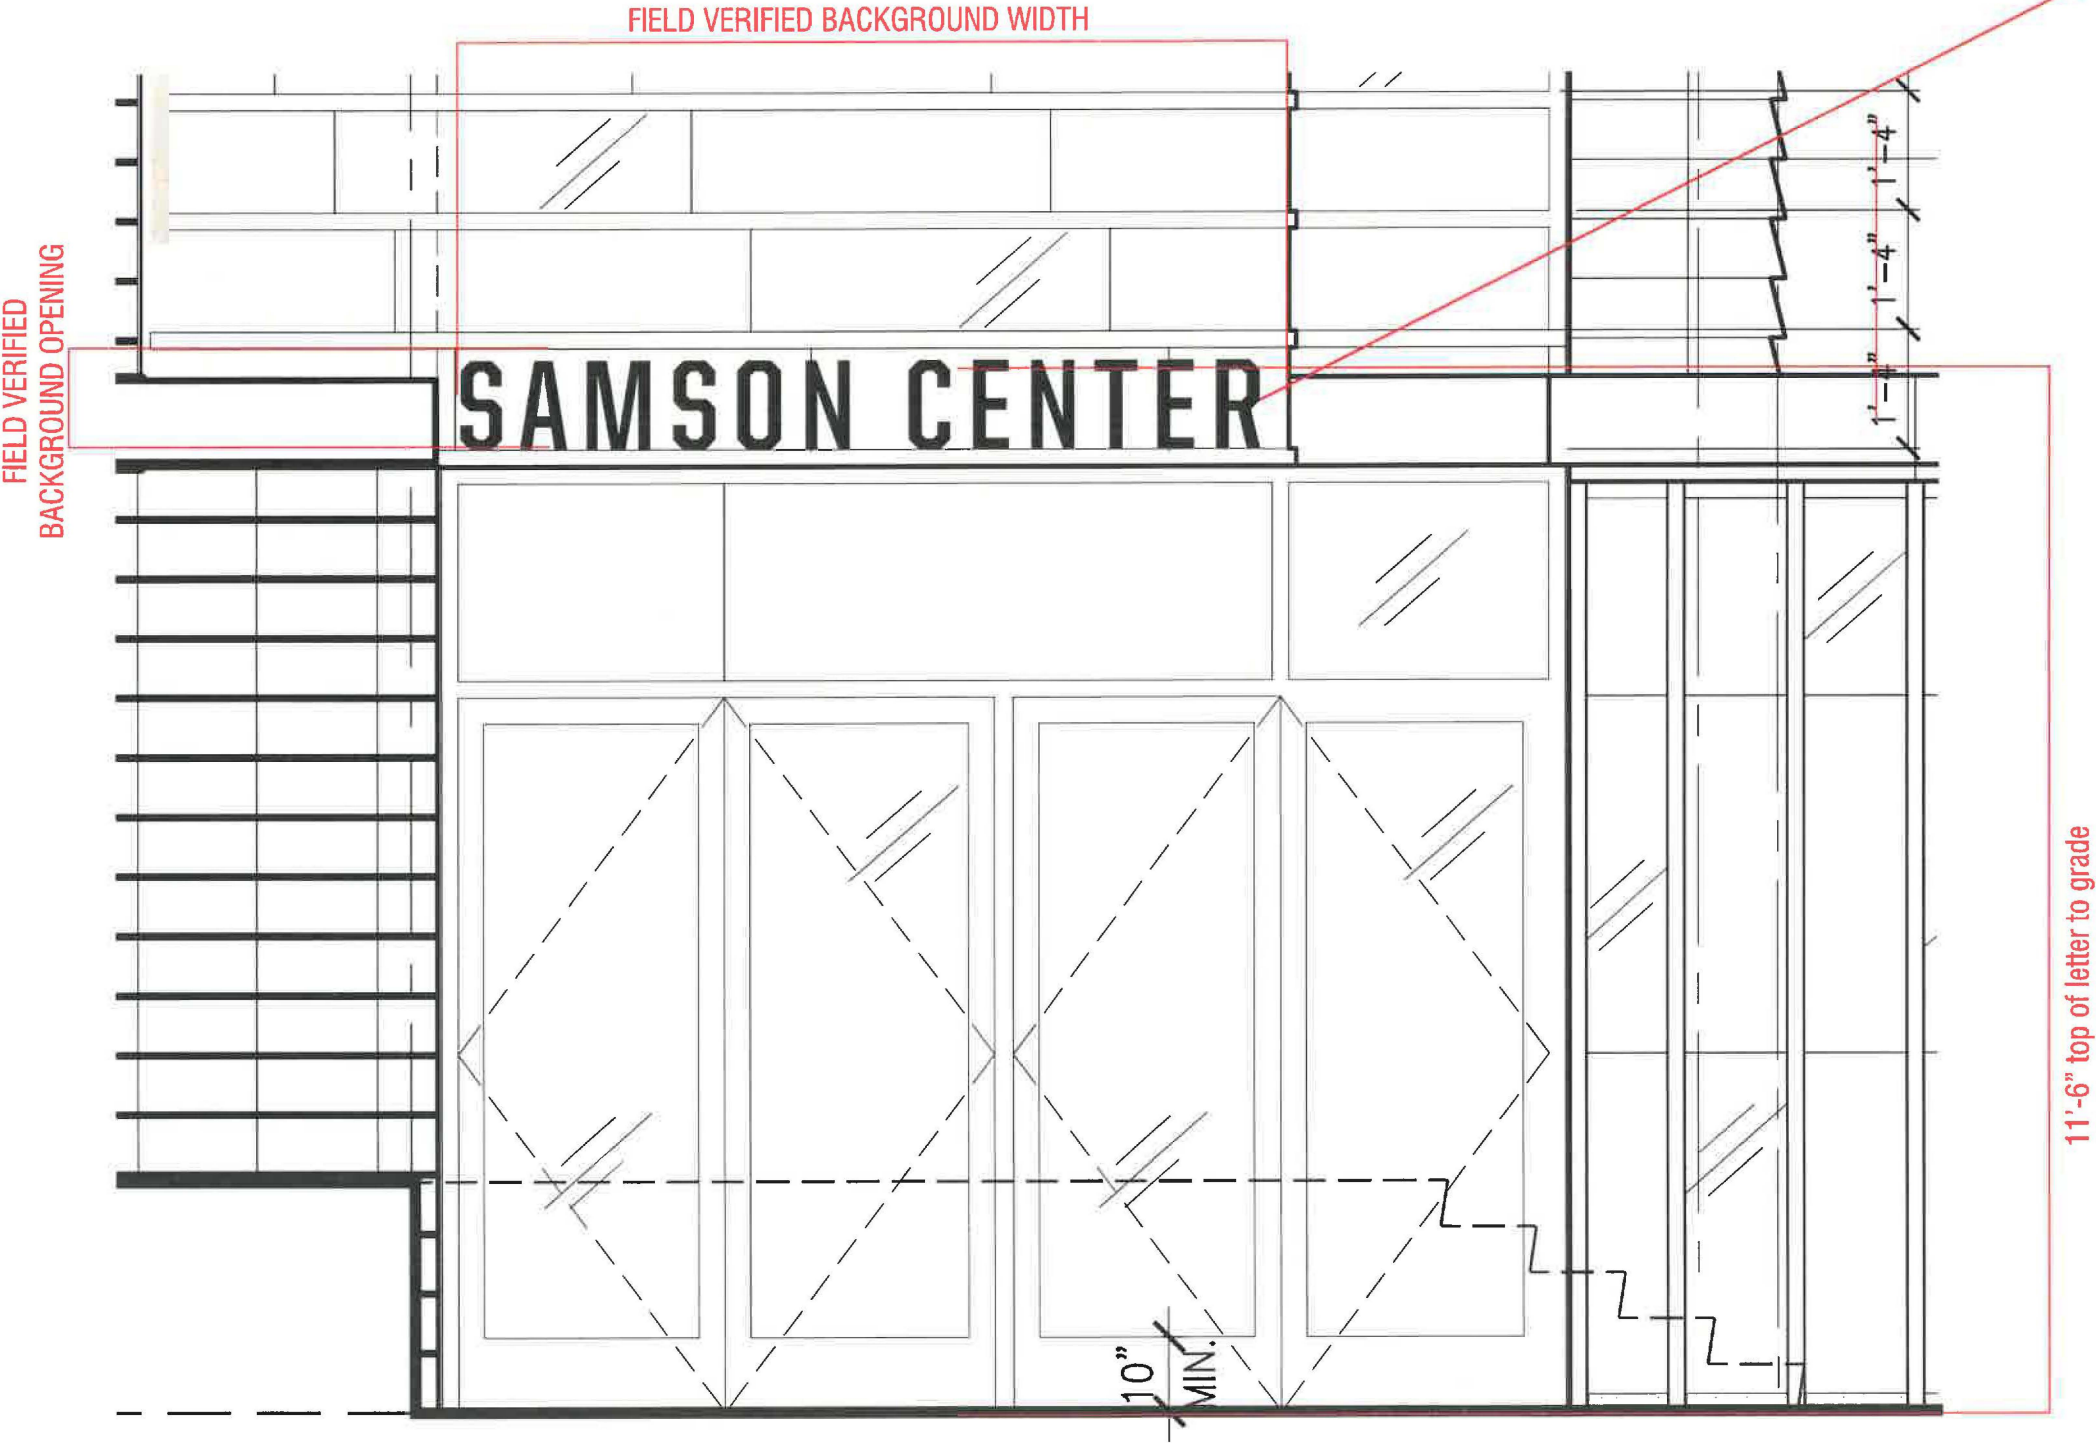 FIELD VERIFIED BACKGROUND WIDTH
FIELD VERIFIED
BACKGROUND OPENING
1'-4"
1'-4"
1'-4"
SAMSON CENTER
11'-6" top of letter to grade
10"
MIN.